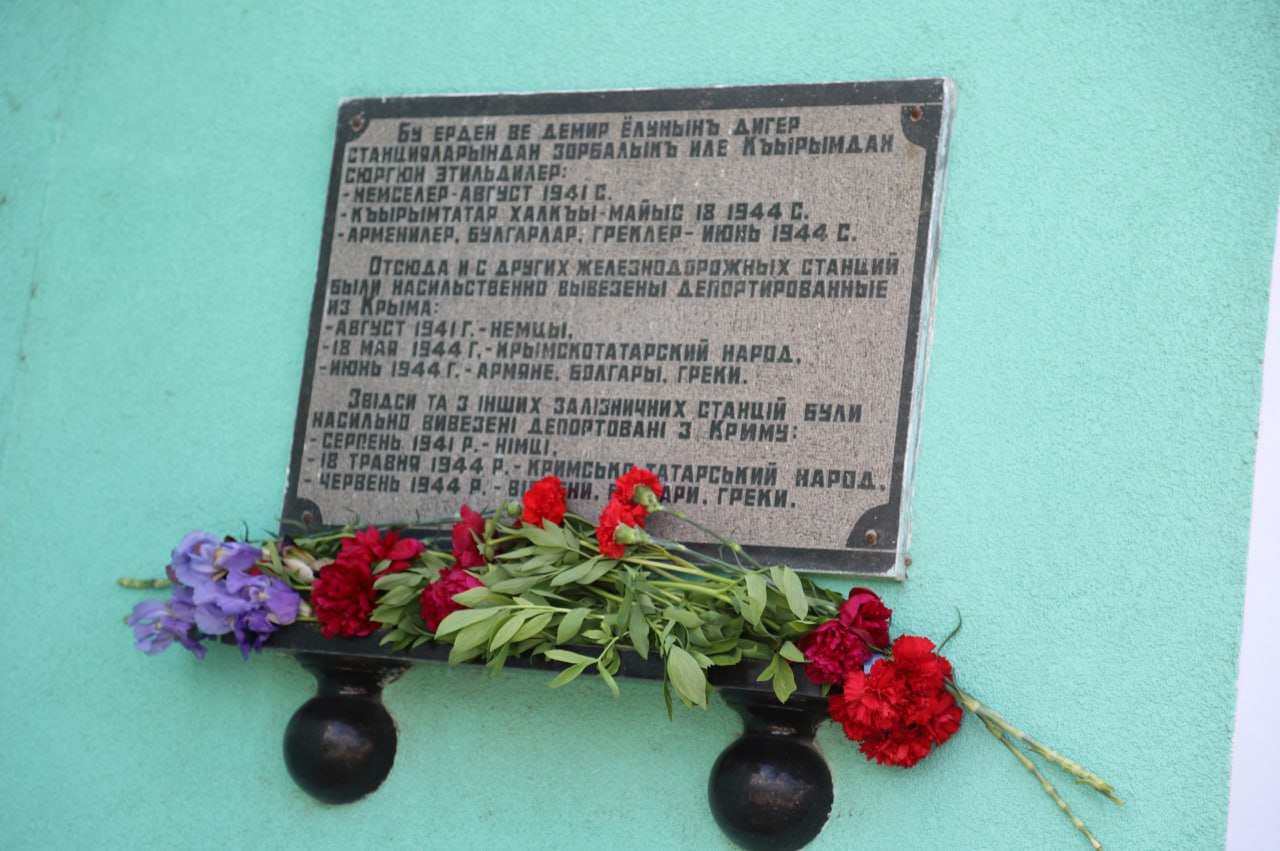 Бу ерден ве демир ёлунынъ дигер
станцияларындан зорбалыкъ иле Къырымдан
сюргюн этильдилер:
- немселер - август 1941 с.
- къырымтатар халкъы - майыс 18 1944 с.
- арменилер, булгарлар, греклер - июнь 1944 с.
Отсюда и с других железнодорожных станций
были насильственно вывезены депортированные
из Крыма:
- август 1941 г. - немцы,
- 18 мая 1944 г. - крымскотатарский народ,
- июнь 1944 г. - армяне, болгары, греки.
Звідси та з інших залізничних станцій були
насильно вивезені депортовані з Криму:
- серпень 1941 р. - німці,
- 18 травня 1944 р. - кримськотатарський народ,
- червень 1944 р. - греки.